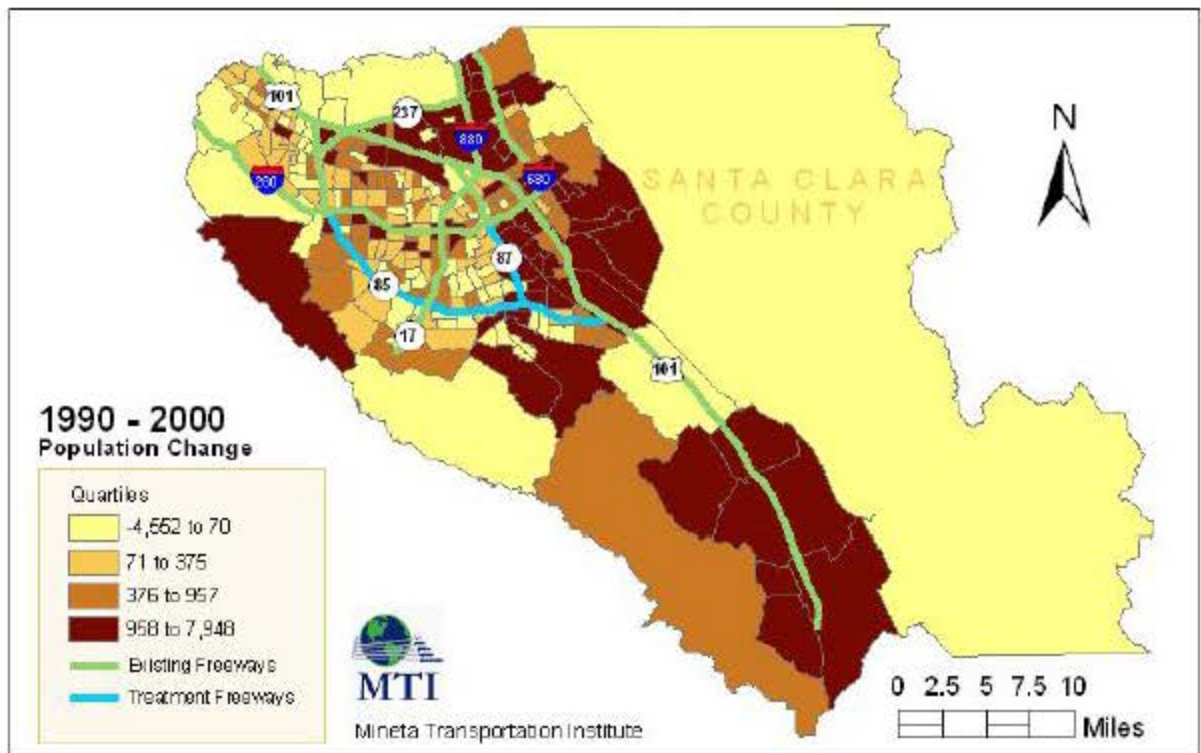 101
237
880
280
680
SANTA CLARA
COUNTY
N
87
85
17
101
1990 - 2000
Population Change
Quartiles
-4,552 to 70
71 to 375
376 to 957
958 to 7,948
Existing Freeways
Treatment Freeways
MTI
Mineta Transportation Institute
0 2.5 5 7.5 10
Miles